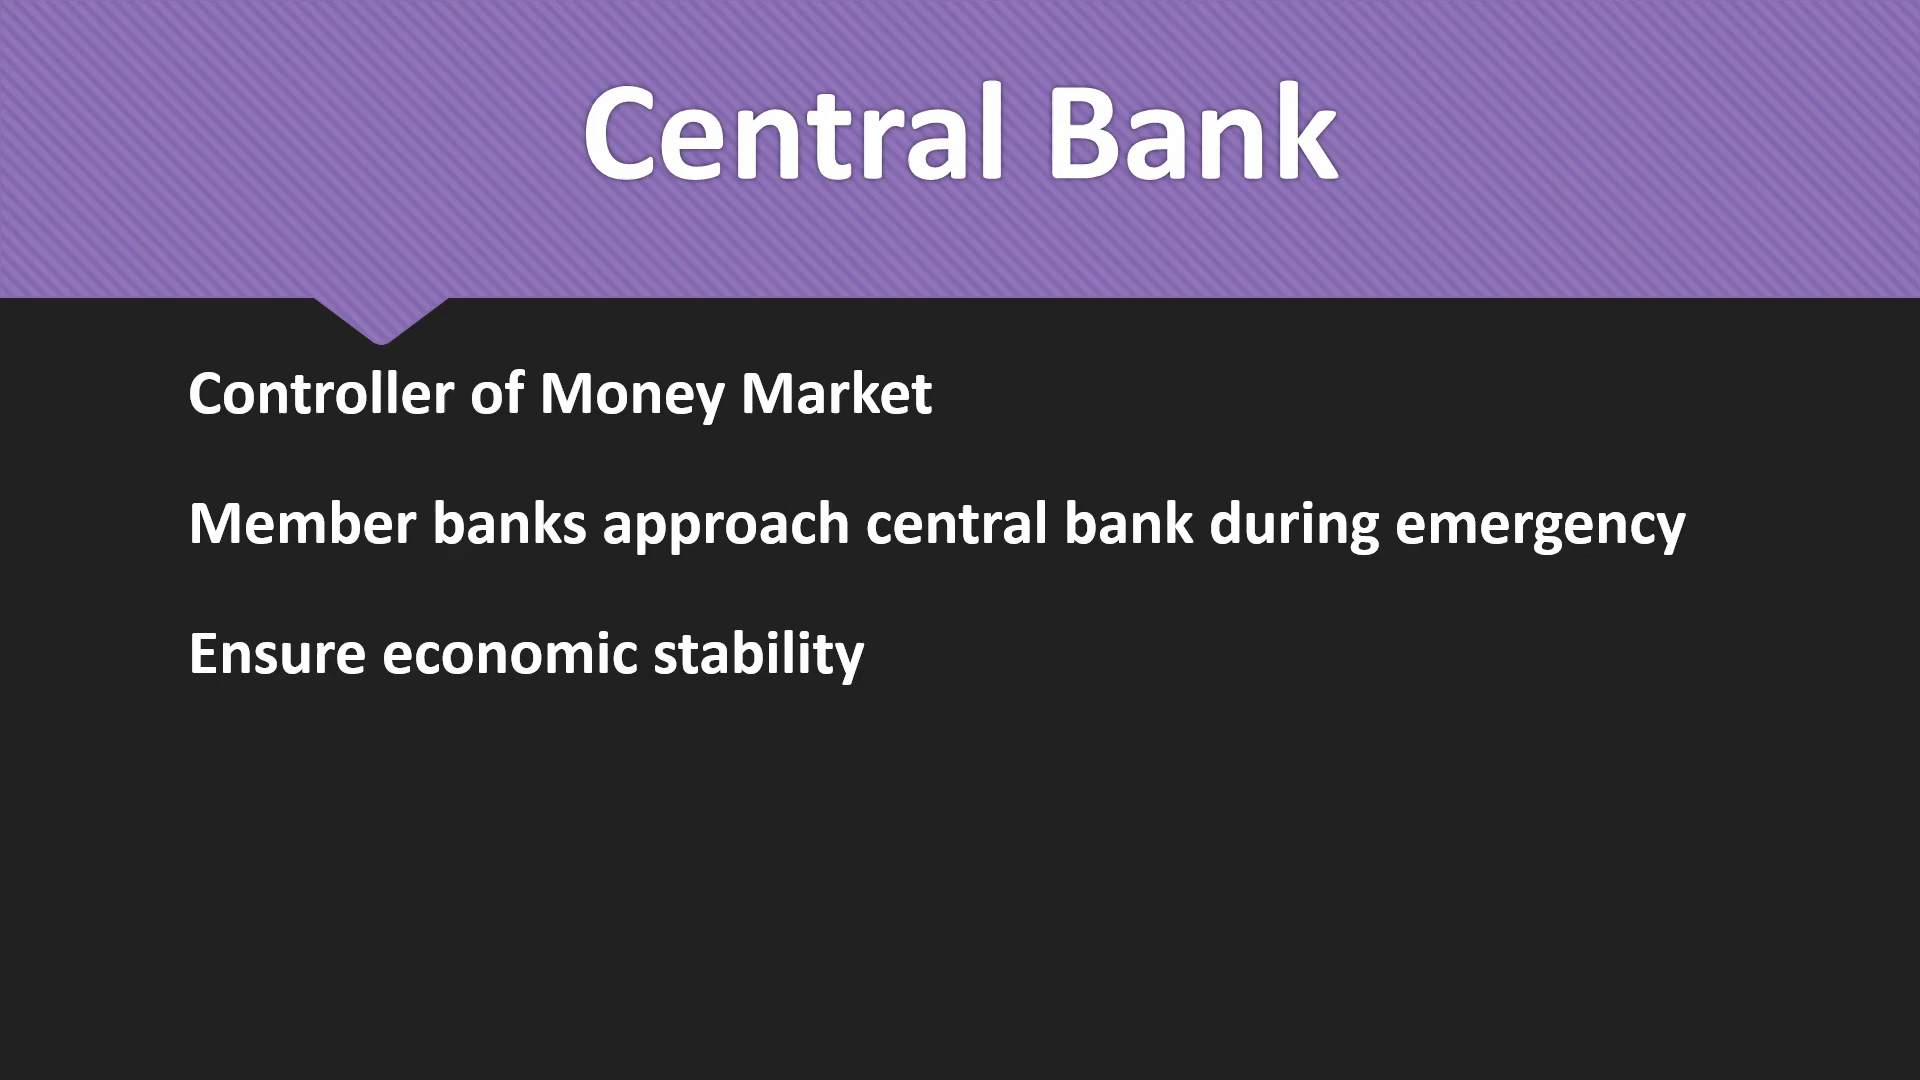 Central Bank
Controller of Money Market
Member banks approach central bank during emergency
Ensure economic stability